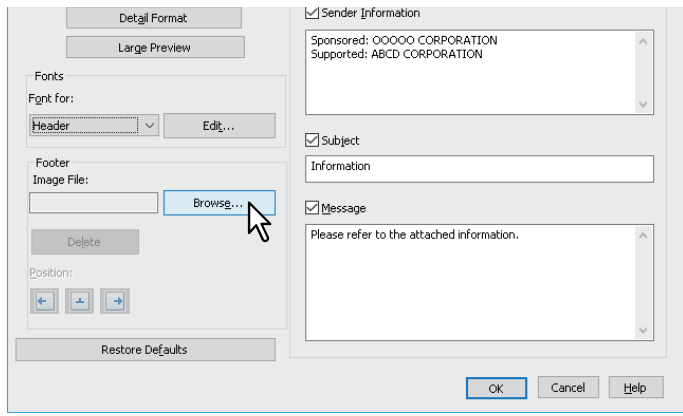 Detail Format
Large Preview
Fonts
Font for:
Header
Edit...
Footer
Image File:
Browse...
Delete
Position:
Restore Defaults
Sender Information
Sponsored: OOOOO CORPORATION
Supported: ABCD CORPORATION
Subject
Information
Message
Please refer to the attached information.
OK
Cancel
Help